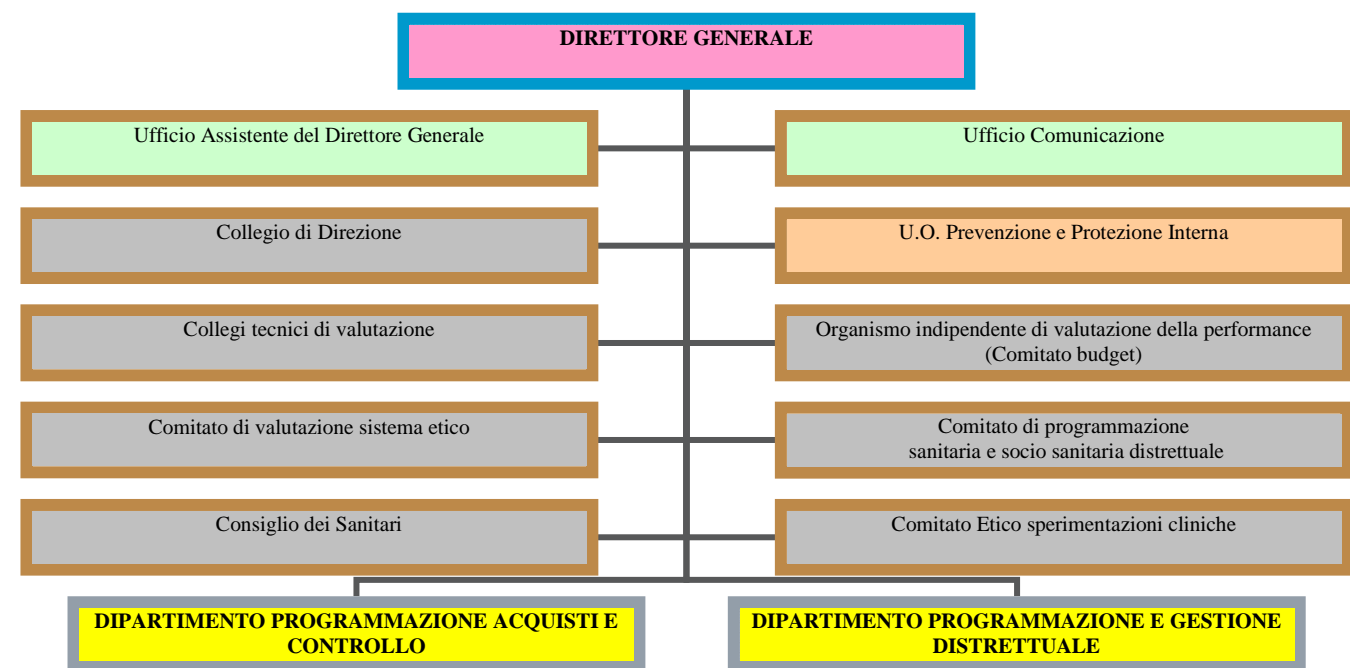 DIRETTORE GENERALE
Ufficio Assistente del Direttore Generale
Ufficio Comunicazione
Collegio di Direzione
U.O. Prevenzione e Protezione Interna
Collegi tecnici di valutazione
Organismo indipendente di valutazione della performance
(Comitato budget)
Comitato di valutazione sistema etico
Comitato di programmazione
sanitaria e socio sanitaria distrettuale
Consiglio dei Sanitari
Comitato Etico sperimentazioni cliniche
DIPARTIMENTO PROGRAMMAZIONE ACQUISTI E
CONTROLLO
DIPARTIMENTO PROGRAMMAZIONE E GESTIONE
DISTRETTUALE